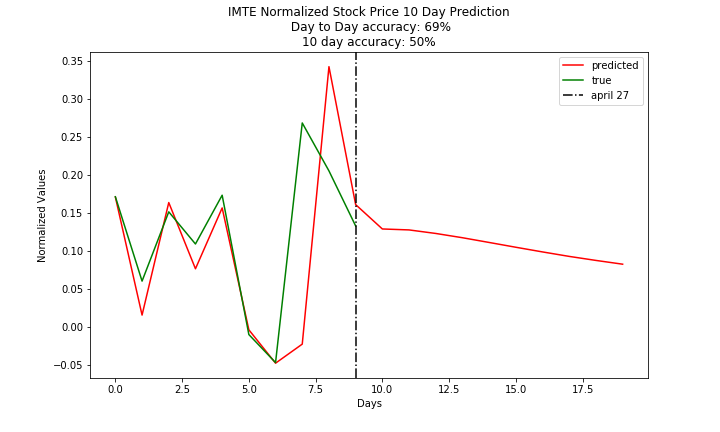 IMTE Normalized Stock Price 10 Day Prediction
Day to Day accuracy: 69%
10 day accuracy: 50%
predicted
true
april 27
Normalized Values
0.35
0.30
0.25
0.20
0.15
0.10
0.05
0.00
−0.05
0.0 2.5 5.0 7.5 10.0 12.5 15.0 17.5
Days